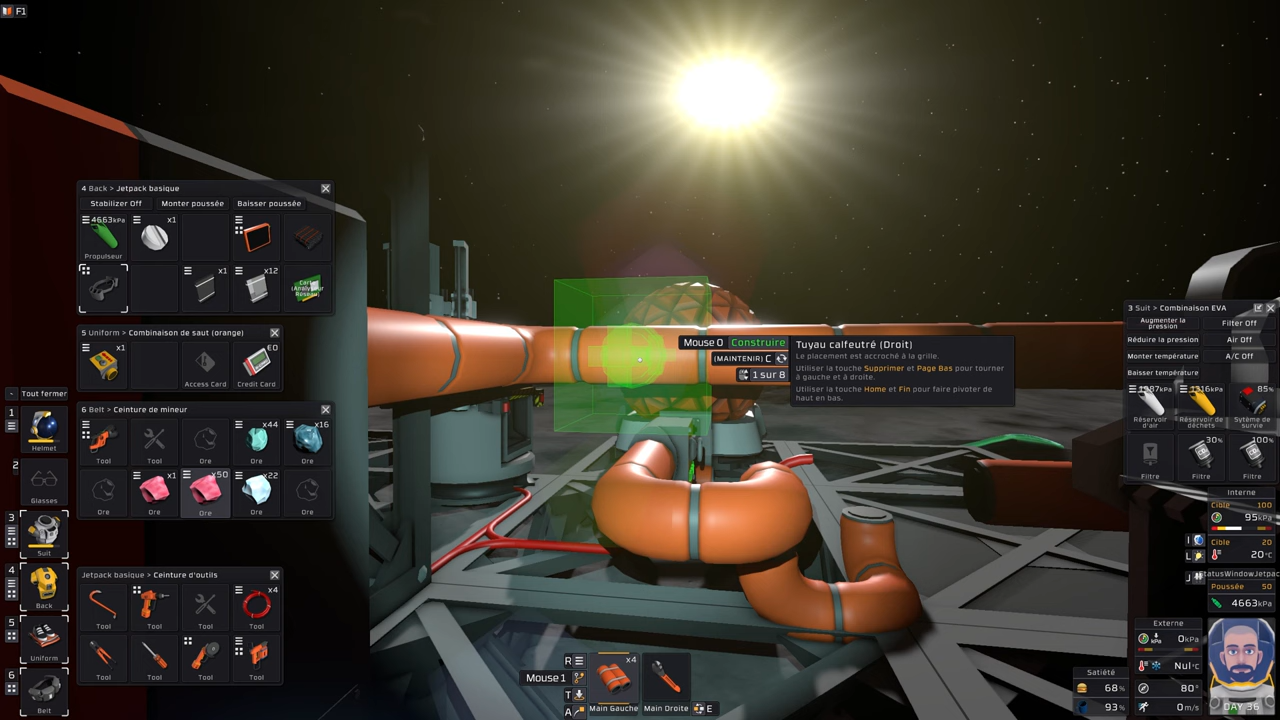 F1
4 Back > Jetpack basique
Stabilizer Off
Monter poussée
Baisser poussée
4663kPa
x1
Propulseur
x1
x12
Carte
(Analyseur
Réseau)
5 Uniform > Combinaison de saut (orange)
x1
£0
Access Card
Credit Card
Tout fermer
6 Belt > Ceinture de mineur
x44
x16
Tool
Tool
Ore
Ore
Ore
x1
x50
x22
Ore
Ore
Ore
Ore
Ore
Jetpack basique > Ceinture d'outils
x4
Tool
Tool
Tool
Tool
Tool
Tool
Tool
Tool
1
Helmet
2
Glasses
3
Suit
4
Back
5
Uniform
6
Belt
Mouse 0
Construire
(MAINTENIR) C
1 sur 8
Tuyau calfeutré (Droit)
Le placement est accroché à la grille.
Utiliser la touche Supprimer et Page Bas pour tourner
à gauche et à droite.
Utiliser la touche Home et Fin pour faire pivoter de
haut en bas.
R
Mouse 1
T
A
x4
Main Gauche
Main Droite
E
3 Suit > Combinaison EVA
Augmenter la
pression
Filter Off
Réduire la pression
Air Off
Monter température
A/C Off
Baisser température
85%
Réservoir
d'air
Réservoir de
déchets
Sytème de
survie
30%
100%
Filtre
Filtre
Filtre
Interne
Cible 100
95kPa
I
Cible 20
L
20°C
StatusWindowJetpac
J
Poussée 50
4663kPa
Externe
kPa
0kPa
Nul°C
Satiété
68%
80°
93%
0m/s
DAY 36